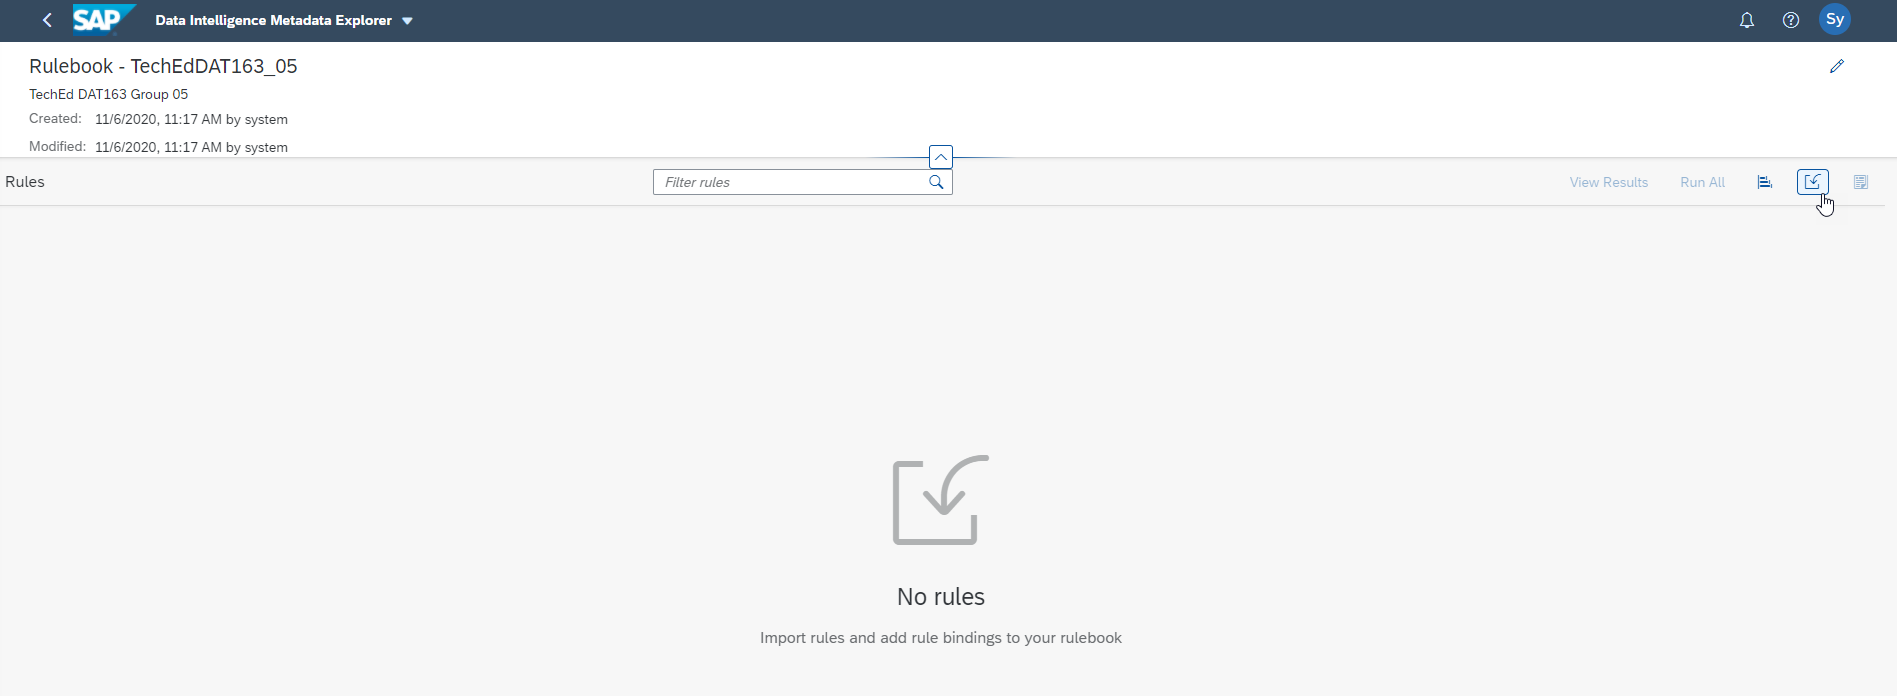 SAP Data Intelligence Metadata Explorer Sy
Rulebook - TechEdDAT163_05
TechEd DAT163 Group 05
Created: 11/6/2020, 11:17 AM by system
Modified: 11/6/2020, 11:17 AM by system
Rules Filter rules View Results Run All
No rules
Import rules and add rule bindings to your rulebook